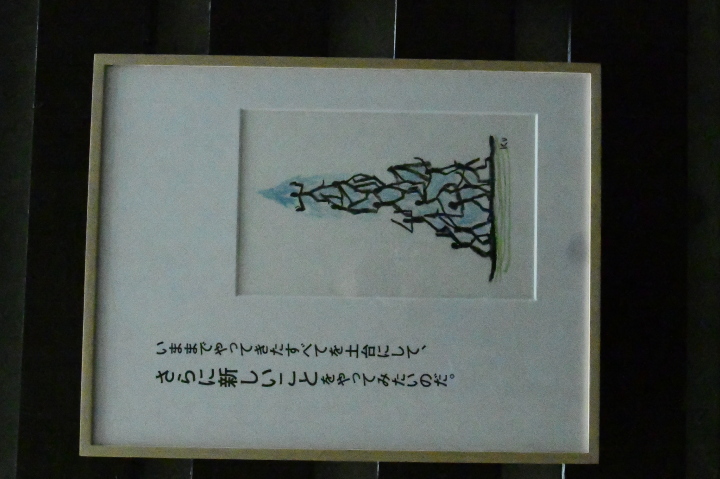 いままでやってきたすべてを土台にして、
さらに新しいことをやってみたいのだ。